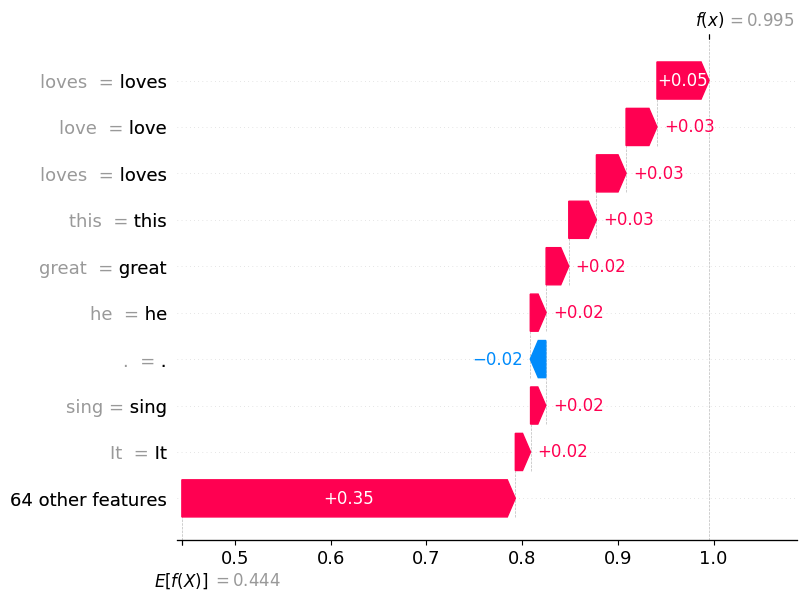 f(x) = 0.995
loves = loves +0.05
love = love +0.03
loves = loves +0.03
this = this +0.03
great = great +0.02
he = he +0.02
. = . −0.02
sing = sing +0.02
It = It +0.02
64 other features +0.35
0.5 0.6 0.7 0.8 0.9 1.0
E[f(X)] = 0.444